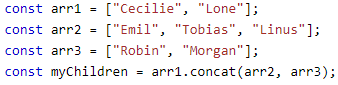 const arr1 = ["Cecilie", "Lone"];
const arr2 = ["Emil", "Tobias", "Linus"];
const arr3 = ["Robin", "Morgan"];
const myChildren = arr1.concat(arr2, arr3);